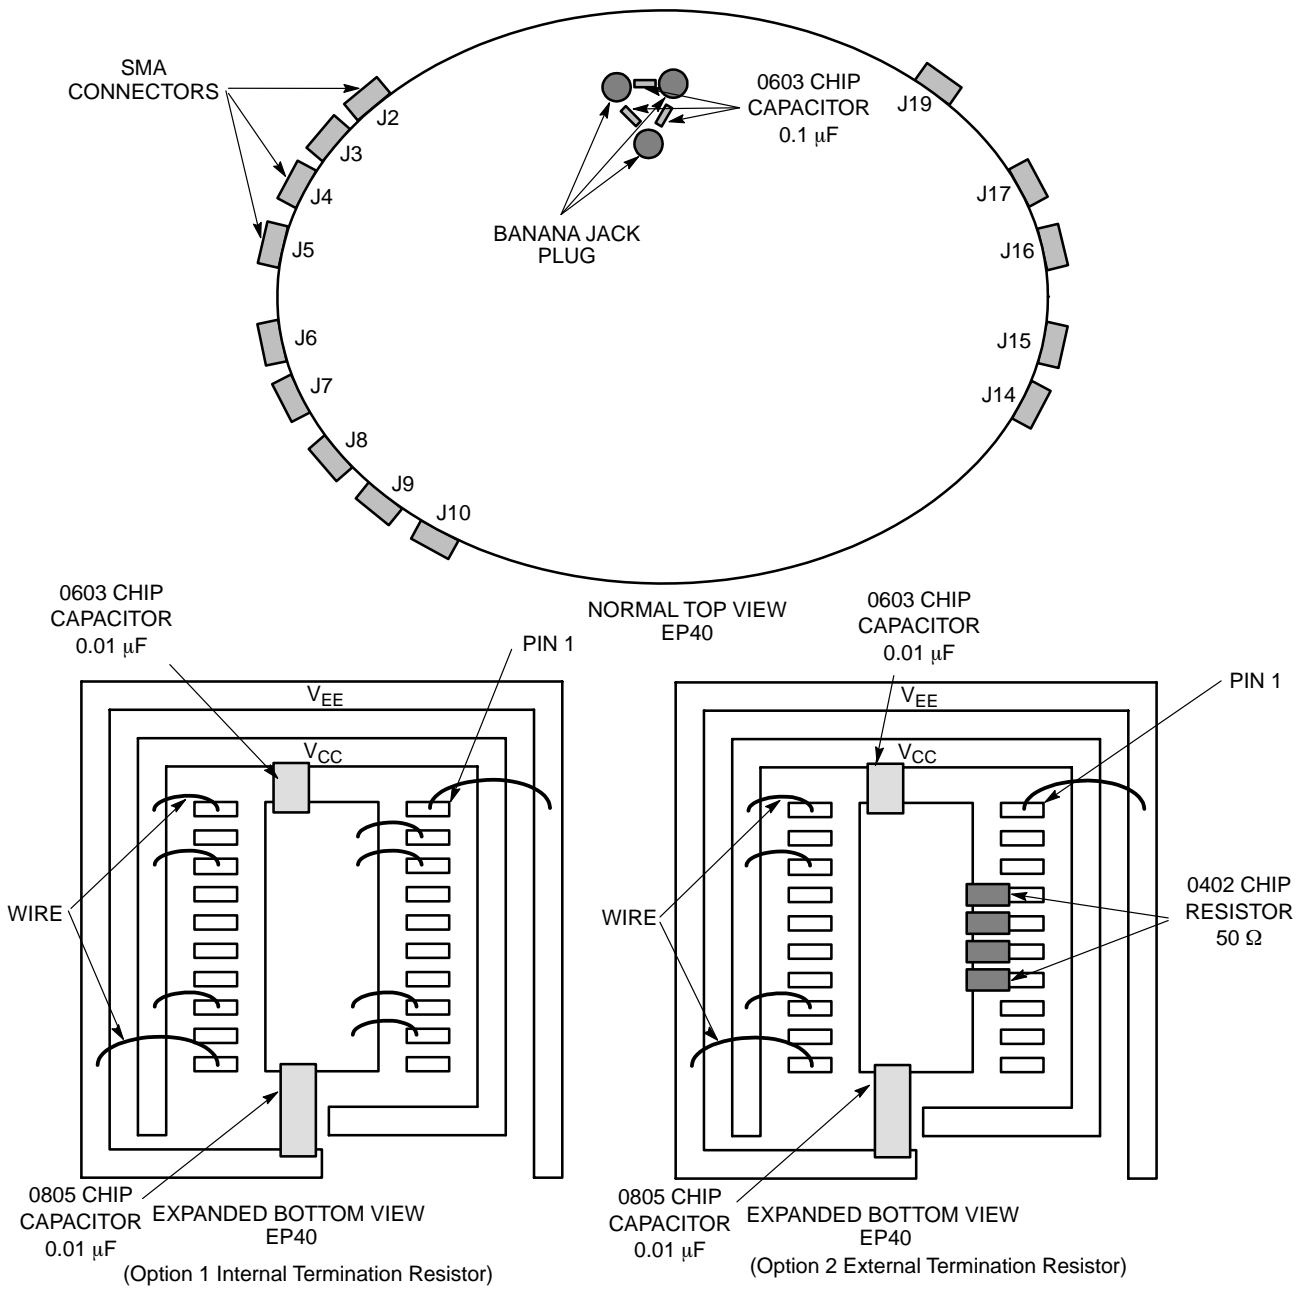 SMA
CONNECTORS
J2
J3
J4
J5
J6
J7
J8
J9
J10
BANANA JACK
PLUG
0603 CHIP
CAPACITOR
0.1 μF
J19
J17
J16
J15
J14
NORMAL TOP VIEW
EP40
0603 CHIP
CAPACITOR
0.01 μF
PIN 1
VEE
VCC
WIRE
0805 CHIP
CAPACITOR
0.01 μF
EXPANDED BOTTOM VIEW
EP40
(Option 1 Internal Termination Resistor)
0603 CHIP
CAPACITOR
0.01 μF
PIN 1
VEE
VCC
WIRE
0402 CHIP
RESISTOR
50 Ω
0805 CHIP
CAPACITOR
0.01 μF
EXPANDED BOTTOM VIEW
EP40
(Option 2 External Termination Resistor)